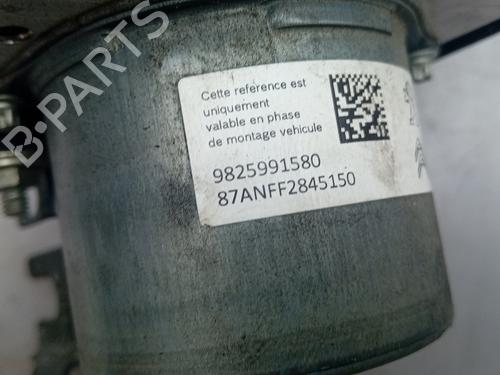 Cette reference est
uniquement
valable en phase
de montage vehicule
9825991580
87ANFF2845150
B-PARTS